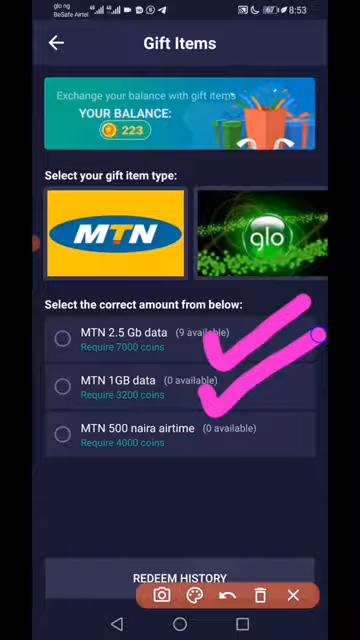 glo ng
BeSafe Airtel
67
8:53
Gift Items
Exchange your balance with gift items
YOUR BALANCE:
223
Select your gift item type:
MTN
glo
Select the correct amount from below:
MTN 2.5 Gb data (9 available)
Require 7000 coins
MTN 1GB data (0 available)
Require 3200 coins
MTN 500 naira airtime (0 available)
Require 4000 coins
REDEEM HISTORY